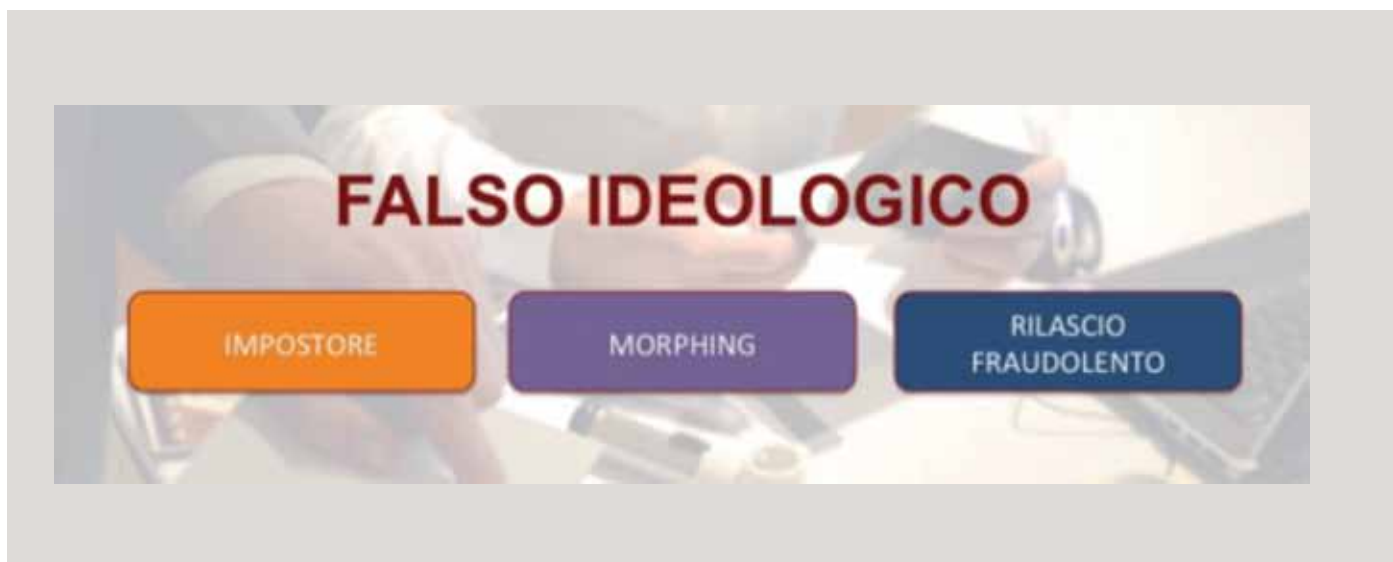 FALSO IDEOLOGICO
IMPOSTORE
MORPHING
RILASCIO
FRAUDOLENTO